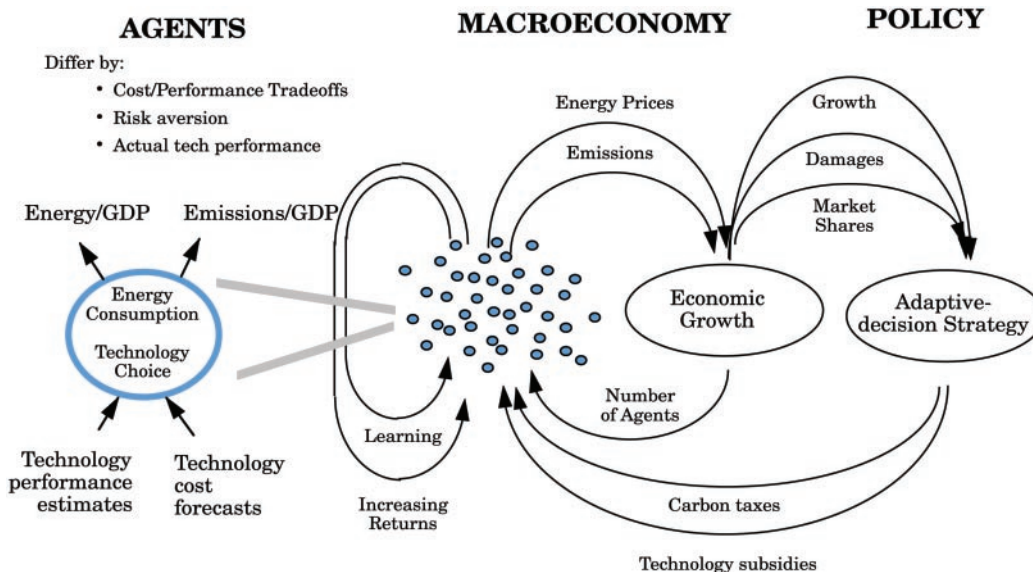 AGENTS
MACROECONOMY
POLICY
Differ by:
• Cost/Performance Tradeoffs
• Risk aversion
• Actual tech performance
Energy/GDP
Emissions/GDP
Energy
Consumption
Technology
Choice
Technology
performance
estimates
Technology
cost
forecasts
Learning
Increasing
Returns
Energy Prices
Emissions
Economic
Growth
Number
of Agents
Growth
Damages
Market
Shares
Adaptive-
decision Strategy
Carbon taxes
Technology subsidies